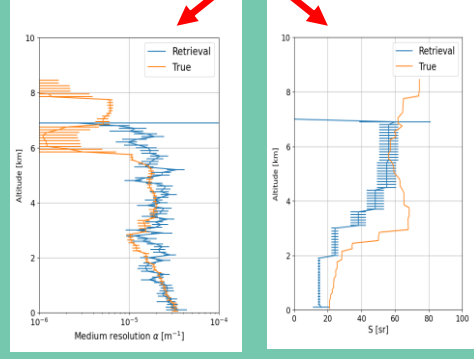 10
8
6
4
2
0
Altitude [km]
Retrieval
True
10⁻⁶
10⁻⁵
10⁻⁴
Medium resolution α [m⁻¹]
10
8
6
4
2
0
Altitude [km]
Retrieval
True
0
20
40
60
80
100
S [sr]